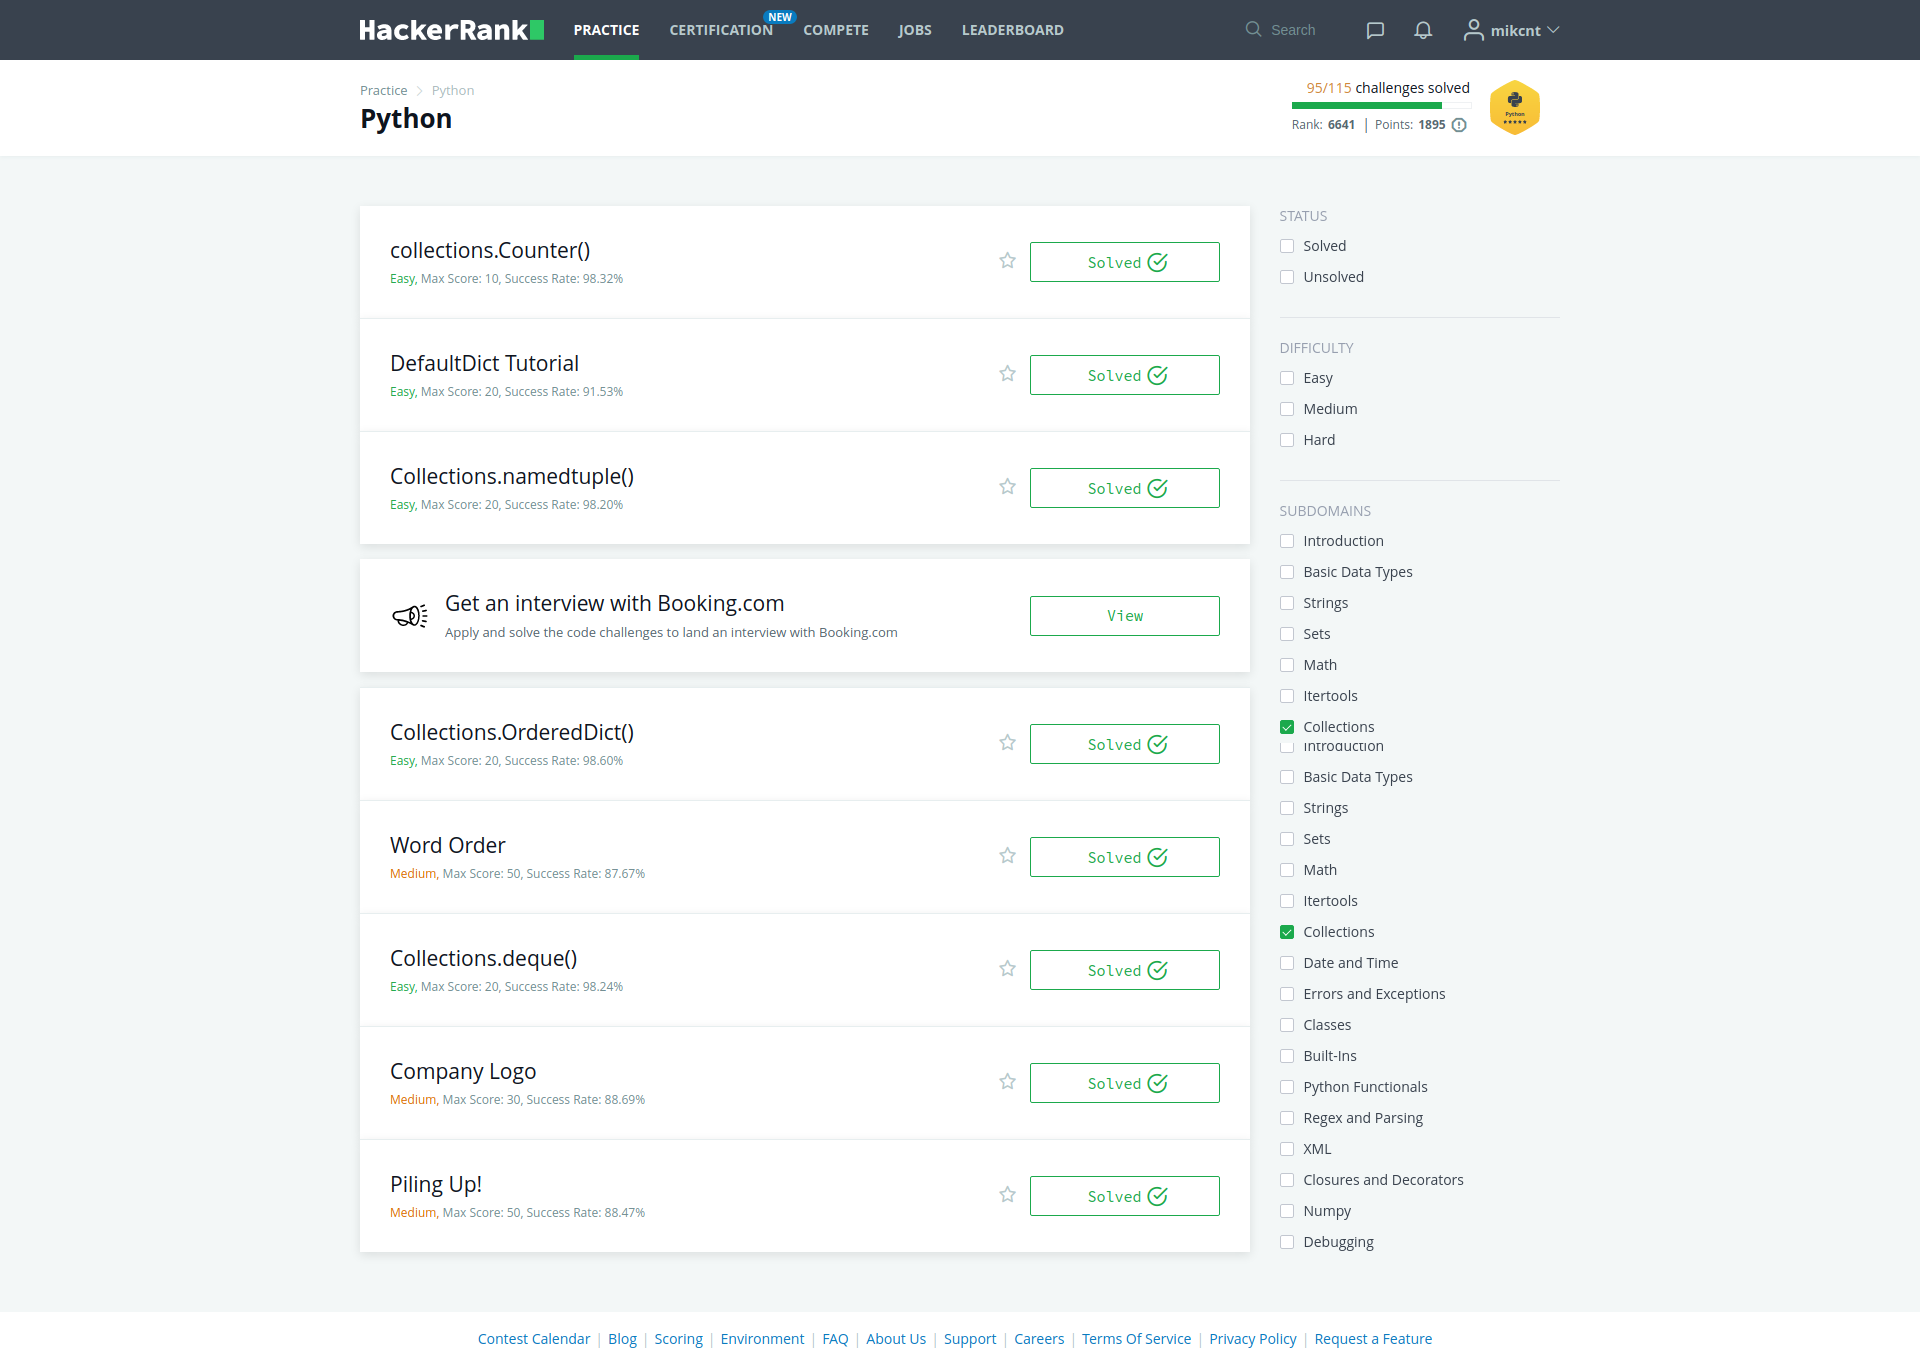 HackerRank PRACTICE CERTIFICATION NEW COMPETE JOBS LEADERBOARD Search mikcnt
Practice Python
Python
95/115 challenges solved
Rank: 6641 | Points: 1895
Python
collections.Counter()
Easy, Max Score: 10, Success Rate: 98.32%
Solved
DefaultDict Tutorial
Easy, Max Score: 20, Success Rate: 91.53%
Solved
Collections.namedtuple()
Easy, Max Score: 20, Success Rate: 98.20%
Solved
Get an interview with Booking.com
Apply and solve the code challenges to land an interview with Booking.com
View
Collections.OrderedDict()
Easy, Max Score: 20, Success Rate: 98.60%
Solved
Word Order
Medium, Max Score: 50, Success Rate: 87.67%
Solved
Collections.deque()
Easy, Max Score: 20, Success Rate: 98.24%
Solved
Company Logo
Medium, Max Score: 30, Success Rate: 88.69%
Solved
Piling Up!
Medium, Max Score: 50, Success Rate: 88.47%
Solved
STATUS
Solved
Unsolved
DIFFICULTY
Easy
Medium
Hard
SUBDOMAINS
Introduction
Basic Data Types
Strings
Sets
Math
Itertools
Collections
Introduction
Basic Data Types
Strings
Sets
Math
Itertools
Collections
Date and Time
Errors and Exceptions
Classes
Built-Ins
Python Functionals
Regex and Parsing
XML
Closures and Decorators
Numpy
Debugging
Contest Calendar | Blog | Scoring | Environment | FAQ | About Us | Support | Careers | Terms Of Service | Privacy Policy | Request a Feature